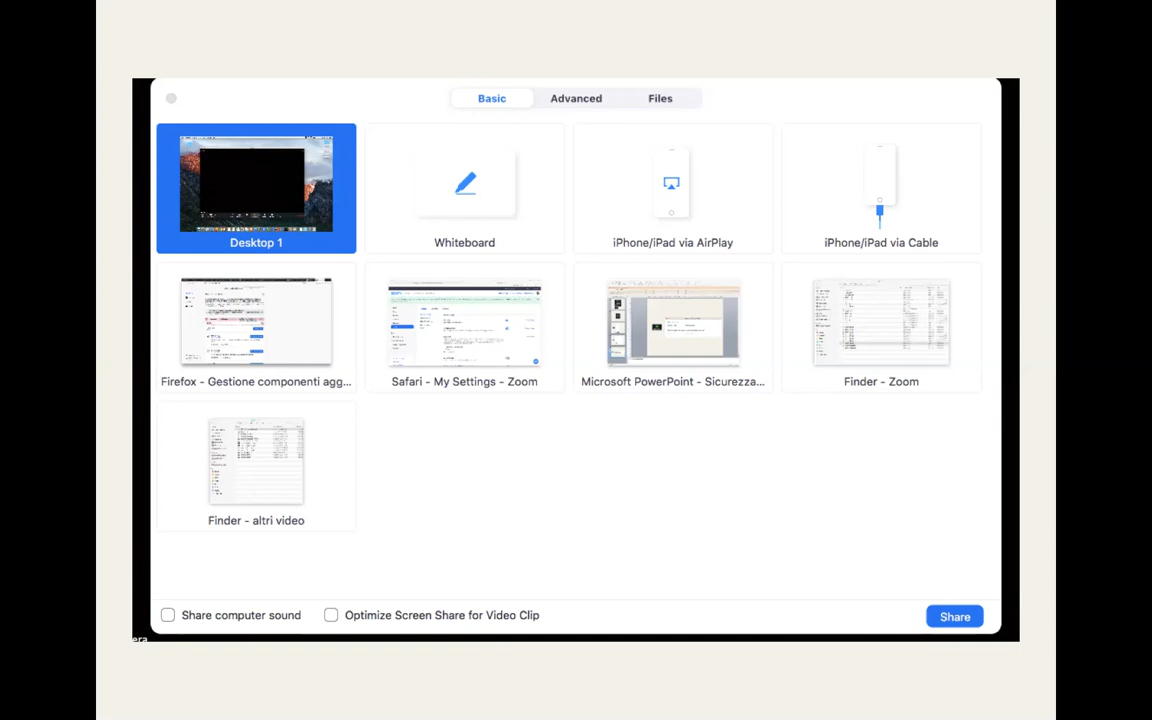 Basic Advanced Files
Desktop 1 Whiteboard iPhone/iPad via AirPlay iPhone/iPad via Cable
Firefox - Gestione componenti agg... Safari - My Settings - Zoom Microsoft PowerPoint - Sicurezza... Finder - Zoom
Finder - altri video
Share computer sound Optimize Screen Share for Video Clip Share
era